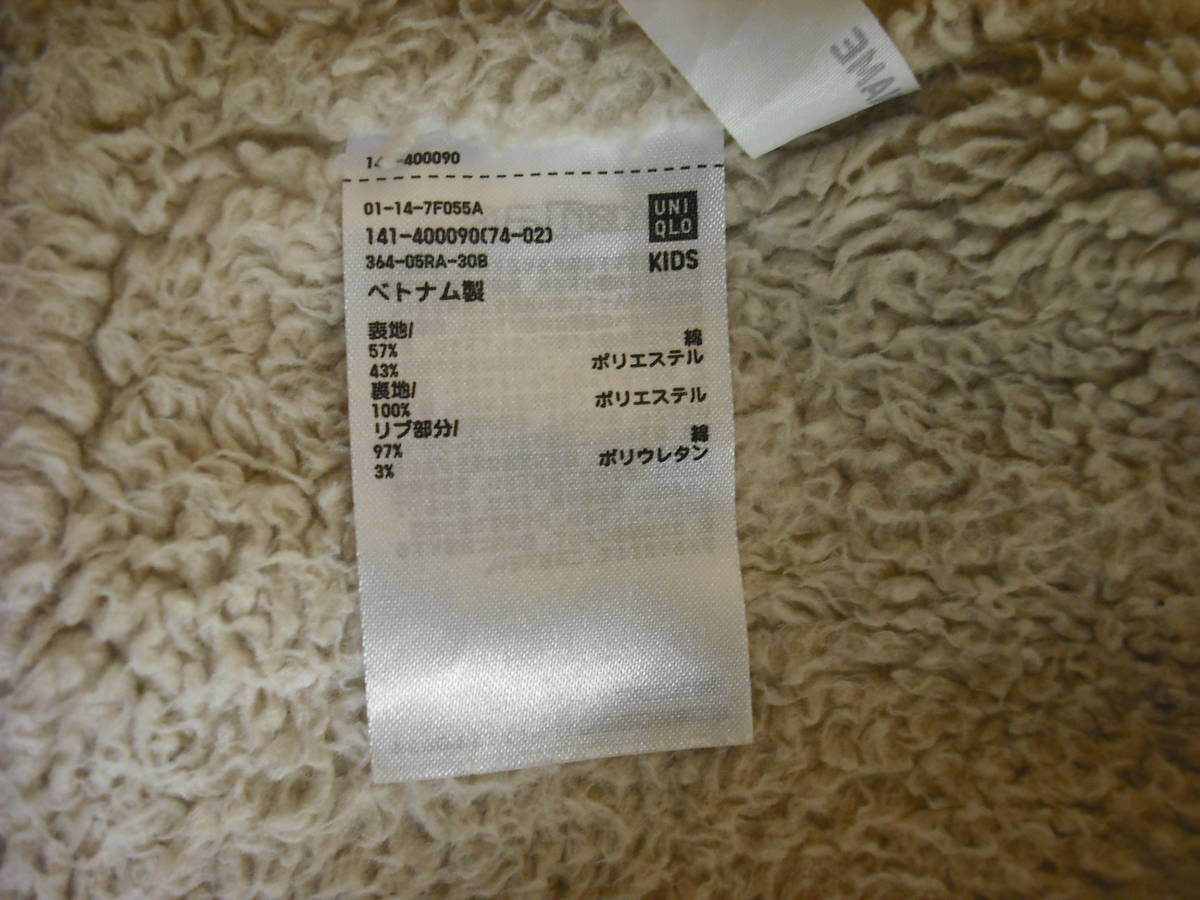 -400090
01-14-7F055A
141-400090(74-02)
364-05RA-30B
UNI
QLO
KIDS
ベトナム製
表地/
57% 綿
43% ポリエステル
裏地/
100% ポリエステル
リブ部分/
97% 綿
3% ポリウレタン